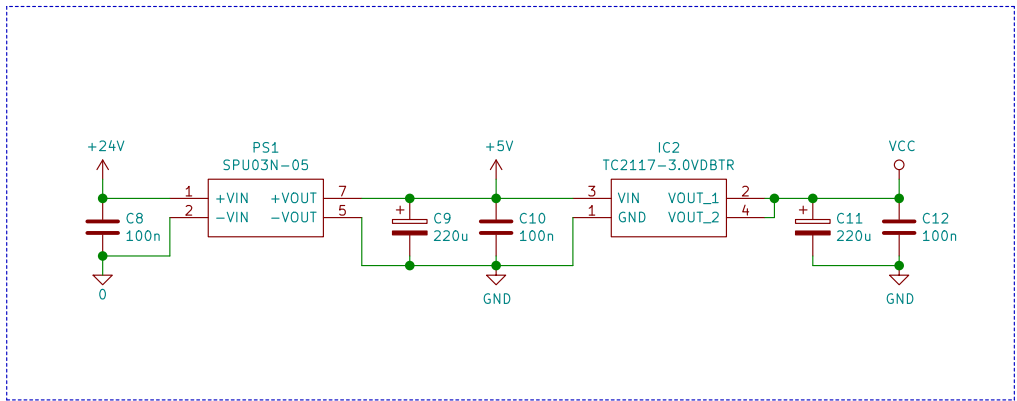 +24V
PS1
SPU03N-05
+5V
IC2
TC2117-3.0VDBTR
VCC
1 +VIN +VOUT 7
2 -VIN -VOUT 5
3 VIN VOUT_1 2
1 GND VOUT_2 4
C8
100n
+
C9
220u
C10
100n
+
C11
220u
C12
100n
0
GND
GND